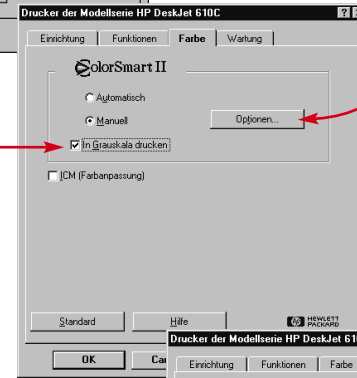 Drucker der Modellserie HP DeskJet 610C
Einrichtung Funktionen Farbe Wartung
ColorSmart II
Automatisch
Manuell
Optionen...
In Grauskala drucken
ICM (Farbanpassung)
Standard Hilfe HEWLETT PACKARD
Drucker der Modellserie HP DeskJet
OK
Einrichtung Funktionen Farbe